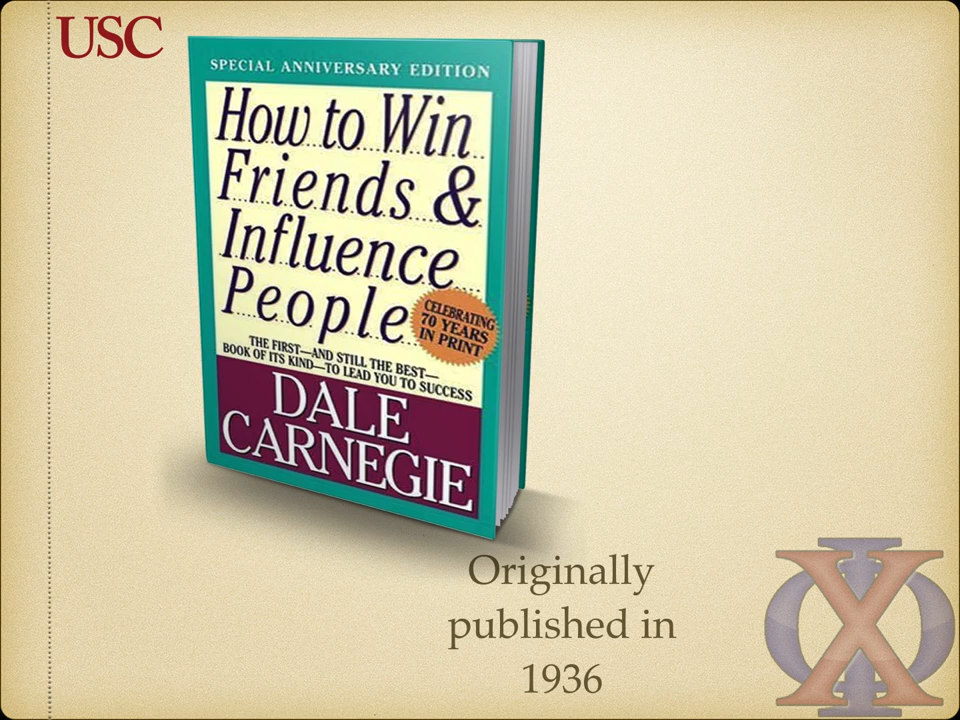 USC
SPECIAL ANNIVERSARY EDITION
How to Win
Friends &
Influence
People
CELEBRATING
70 YEARS
IN PRINT
THE FIRST—AND STILL THE BEST—
BOOK OF ITS KIND—TO LEAD YOU TO SUCCESS
DALE
CARNEGIE
Originally
published in
1936
ΦX